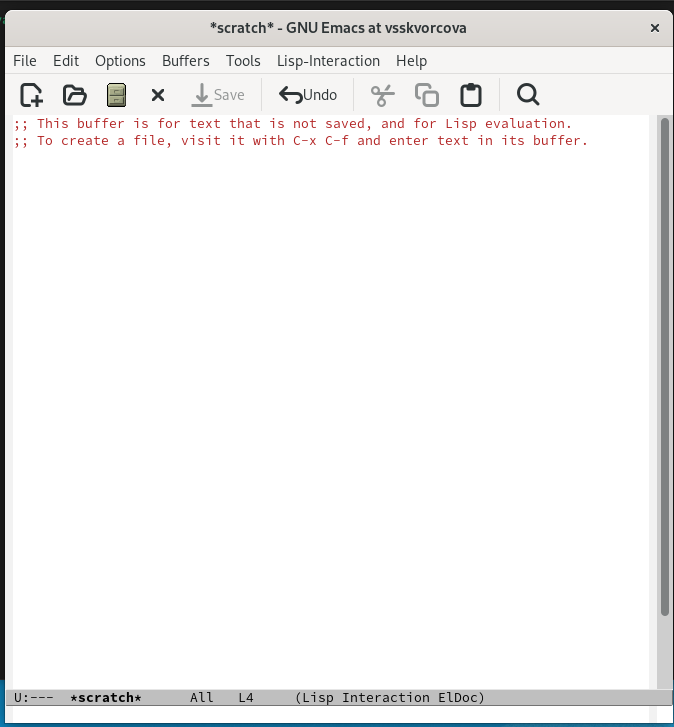 *scratch* - GNU Emacs at vsskvorcova
File Edit Options Buffers Tools Lisp-Interaction Help
Save Undo
;; This buffer is for text that is not saved, and for Lisp evaluation.
;; To create a file, visit it with C-x C-f and enter text in its buffer.
U:--- *scratch* All L4 (Lisp Interaction ElDoc)